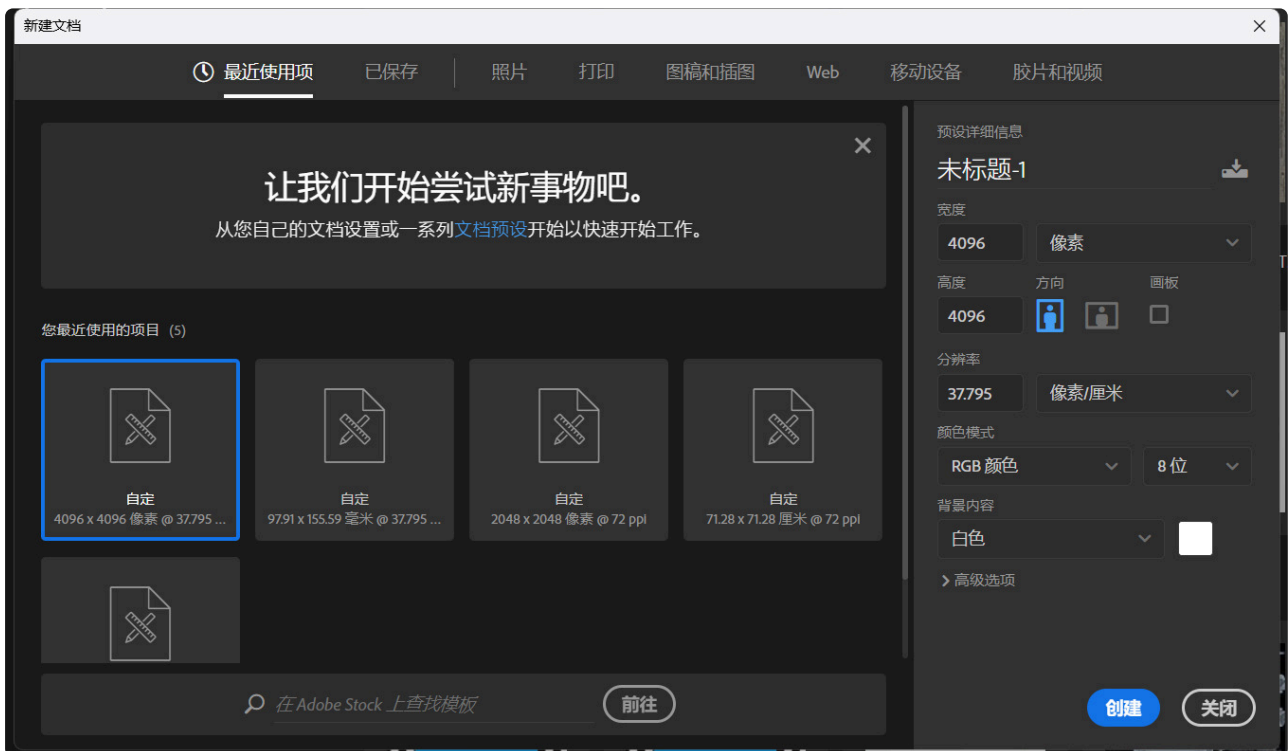 新建文档
最近使用项 已保存 照片 打印 图稿和插图 Web 移动设备 胶片和视频
让我们开始尝试新事物吧。
从您自己的文档设置或一系列文档预设开始以快速开始工作。
您最近使用的项目 (5)
自定
4096 x 4096 像素 @ 37.795 ...
自定
97.91 x 155.59 毫米 @ 37.795 ...
自定
2048 x 2048 像素 @ 72 ppi
自定
71.28 x 71.28 厘米 @ 72 ppi
在 Adobe Stock 上查找模板
前往
预设详细信息
未标题-1
宽度
4096 像素
高度 方向 画板
4096
分辨率
37.795 像素/厘米
颜色模式
RGB 颜色 8 位
背景内容
白色
高级选项
创建 关闭